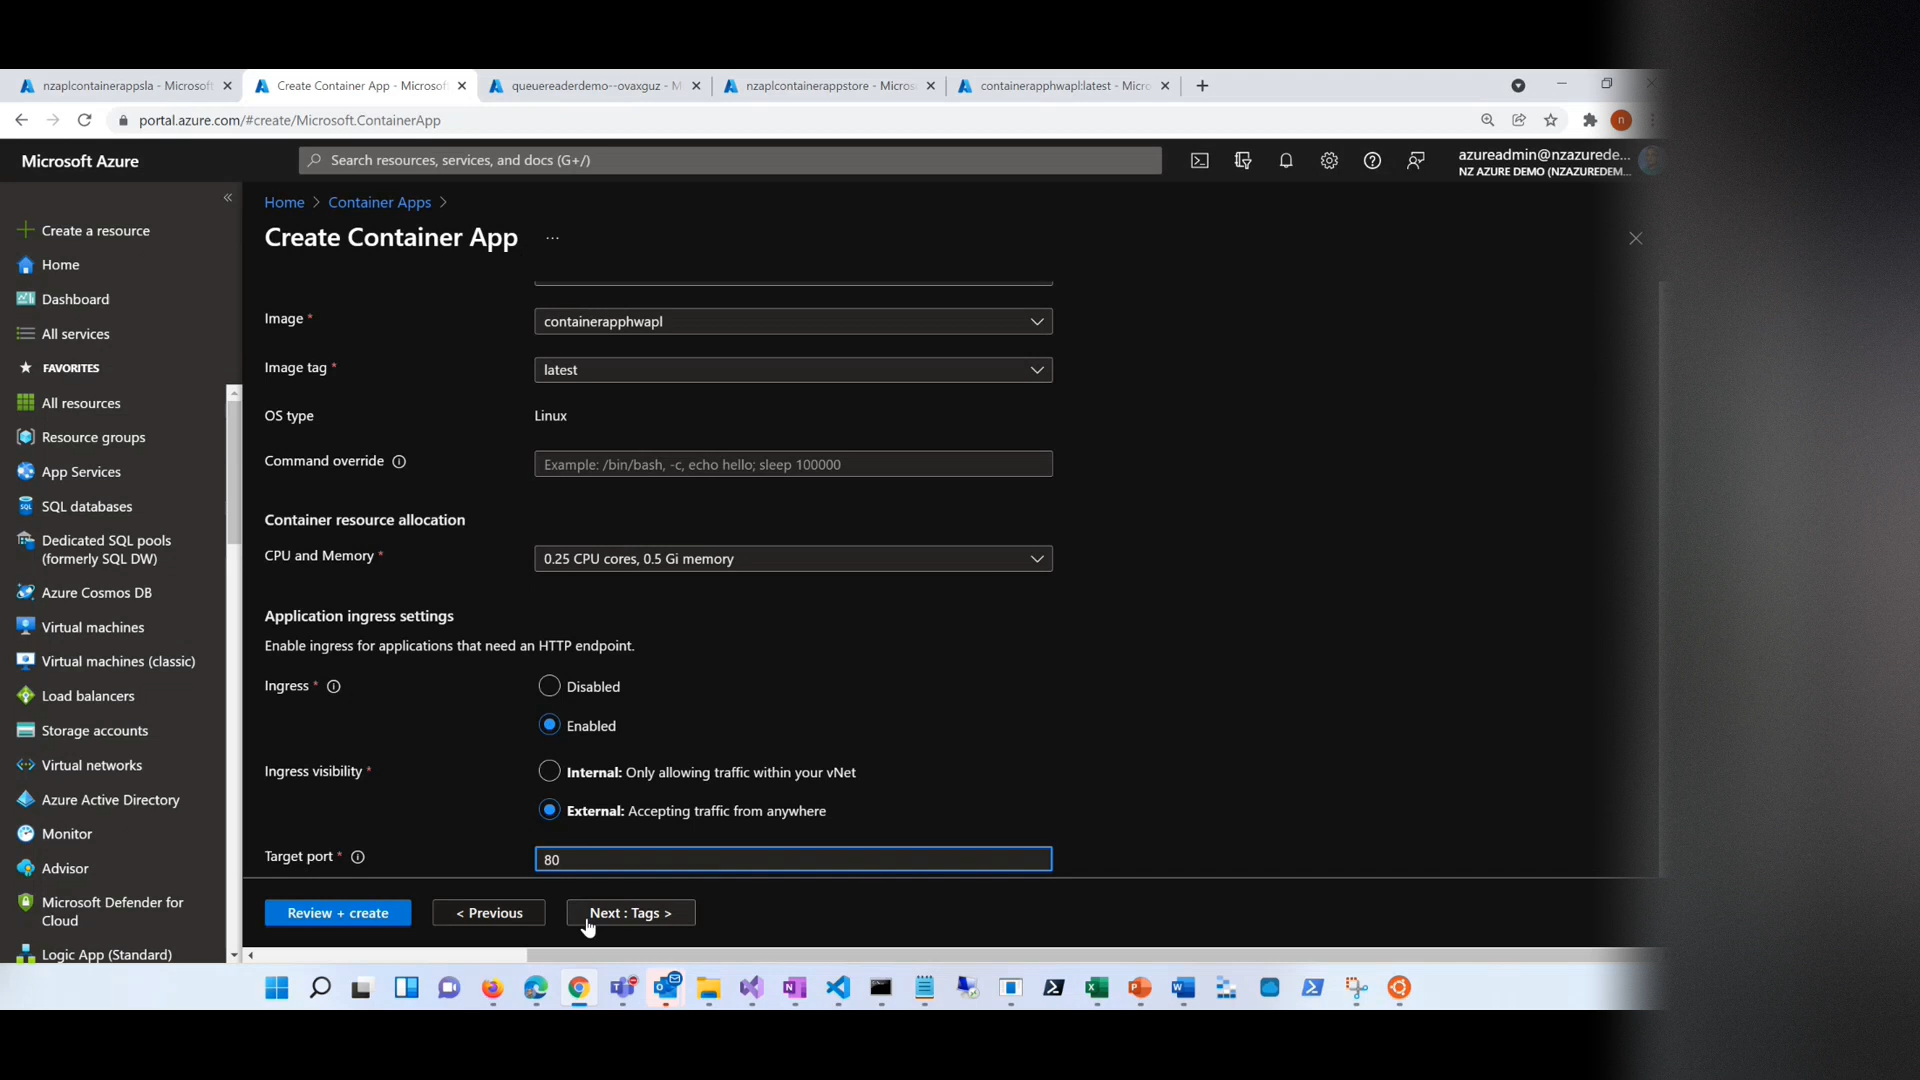 nzaplcontainerappsla - Microsoft
Create Container App - Microsof
queuereaderdemo--ovaxguz - M
nzaplcontainerappstore - Micros
containerapphwapl:latest - Micro
portal.azure.com/#create/Microsoft.ContainerApp
n
Microsoft Azure
Search resources, services, and docs (G+/)
azureadmin@nzazurede...
NZ AZURE DEMO (NZAZUREDEM...
Home > Container Apps >
Create Container App ...
Create a resource
Home
Dashboard
All services
FAVORITES
All resources
Resource groups
App Services
SQL databases
Dedicated SQL pools
(formerly SQL DW)
Azure Cosmos DB
Virtual machines
Virtual machines (classic)
Load balancers
Storage accounts
Virtual networks
Azure Active Directory
Monitor
Advisor
Microsoft Defender for
Cloud
Logic App (Standard)
Image *
containerapphwapl
Image tag *
latest
OS type
Linux
Command override
Example: /bin/bash, -c, echo hello; sleep 100000
Container resource allocation
CPU and Memory *
0.25 CPU cores, 0.5 Gi memory
Application ingress settings
Enable ingress for applications that need an HTTP endpoint.
Ingress *
Disabled
Enabled
Ingress visibility *
Internal: Only allowing traffic within your vNet
External: Accepting traffic from anywhere
Target port *
80
Review + create
< Previous
Next : Tags >